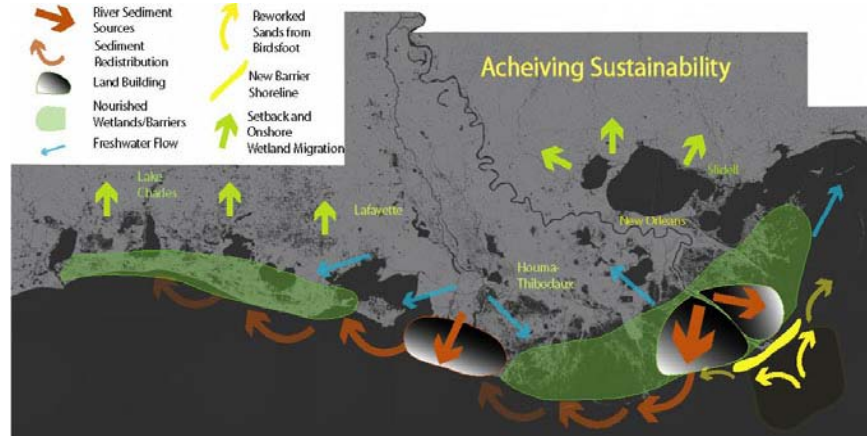 River Sediment
Sources
Sediment
Redistribution
Land Building
Nourished
Wetlands/Barriers
Freshwater Flow
Reworked
Sands from
Birdsfoot
New Barrier
Shoreline
Setback and
Onshore
Wetland Migration
Acheiving Sustainability
Lake
Charles
Lafayette
Slidell
New Orleans
Houma-
Thibodaux